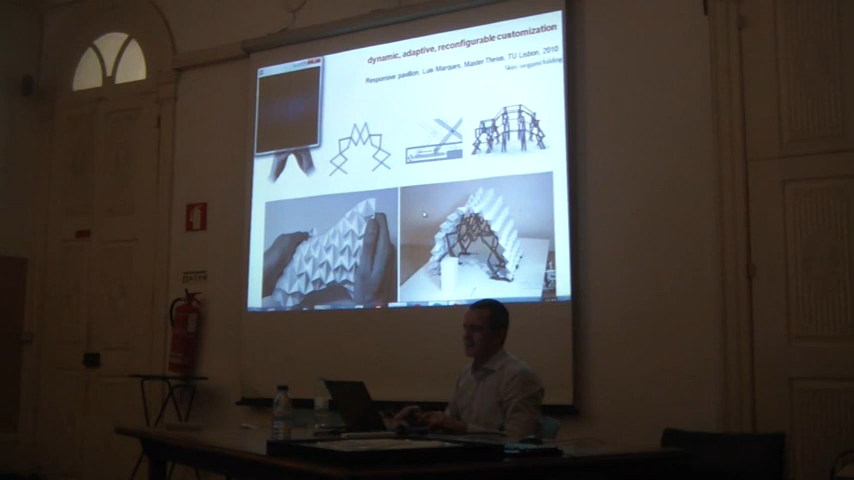 dynamic, adaptive, reconfigurable customization
Responsive pavilion, Luis Marques, Master Thesis, TU Lisbon, 2010